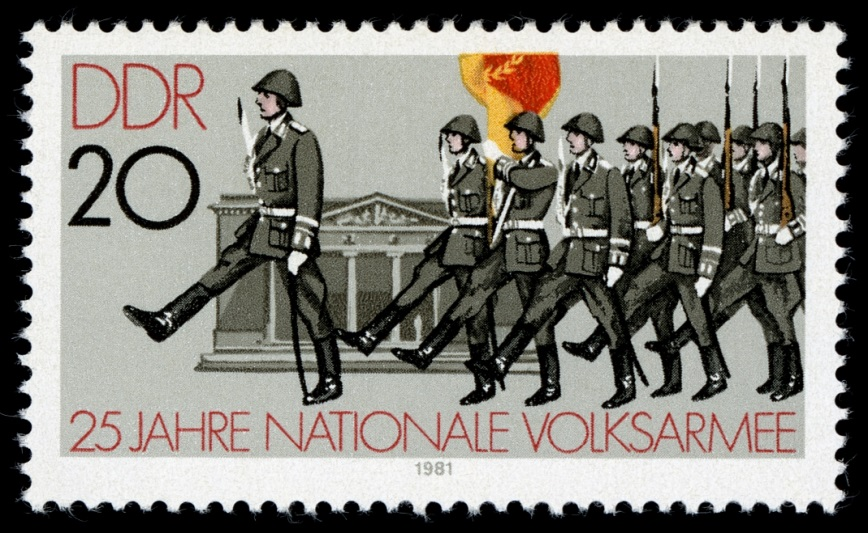 DDR
20
25 JAHRE NATIONALE VOLKSARMEE
1981